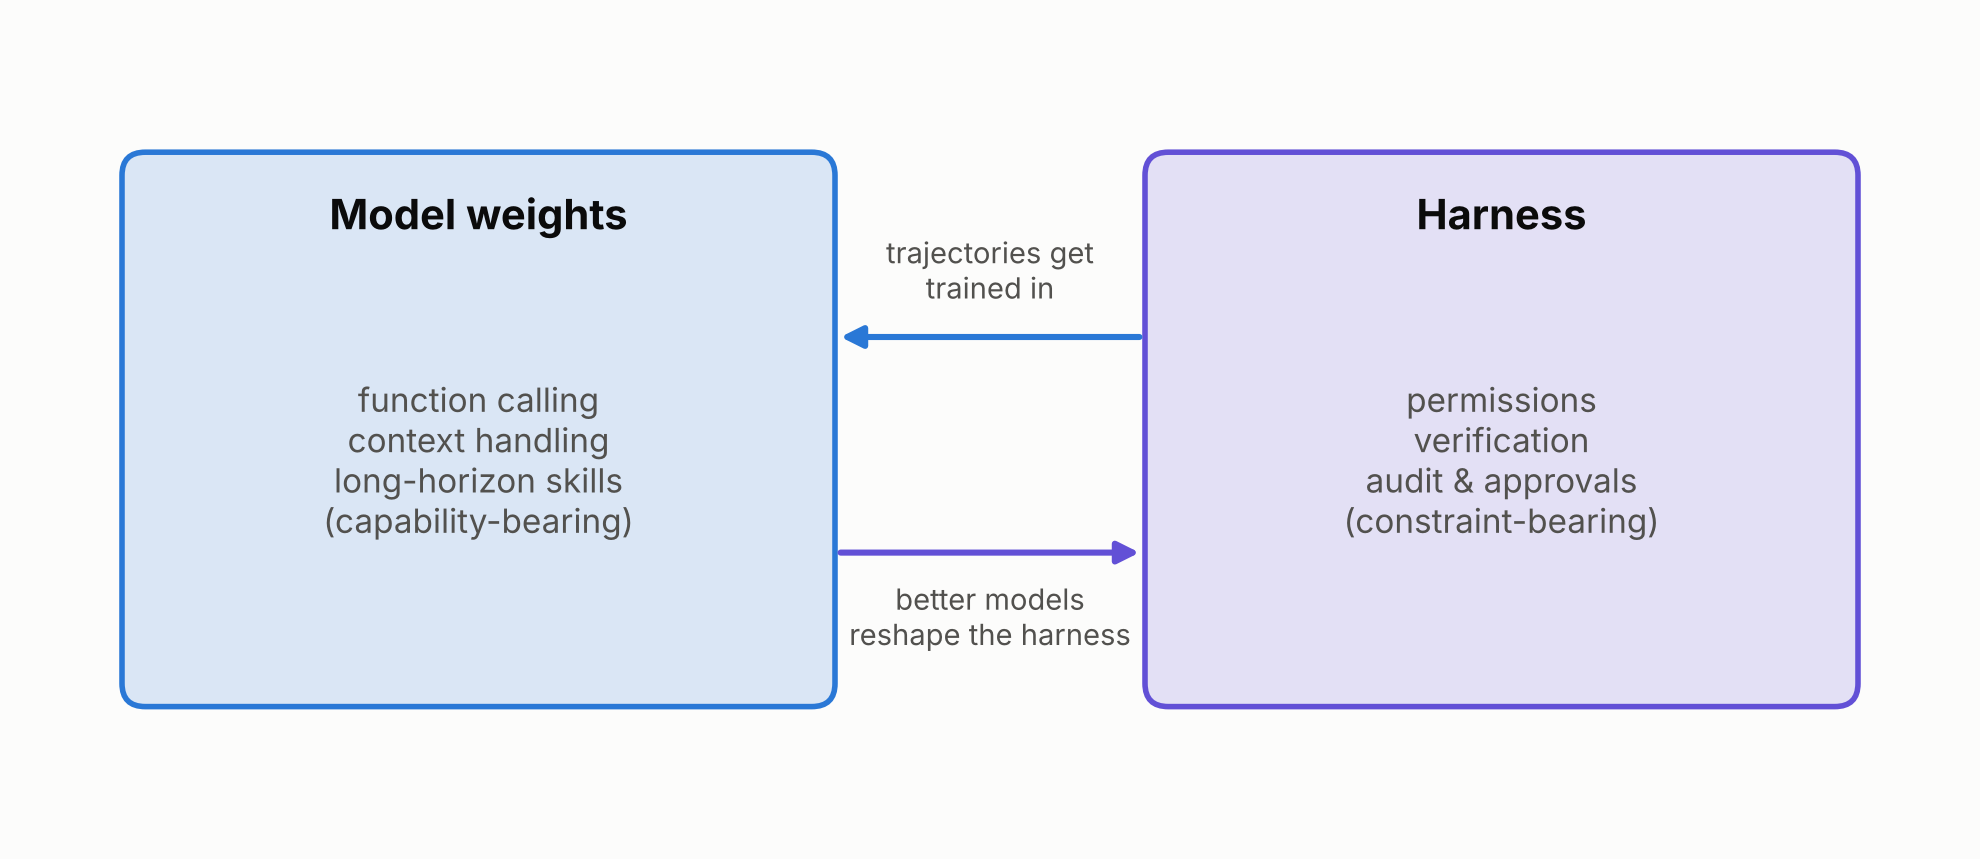 Model weights
function calling
context handling
long-horizon skills
(capability-bearing)
trajectories get
trained in
better models
reshape the harness
Harness
permissions
verification
audit & approvals
(constraint-bearing)